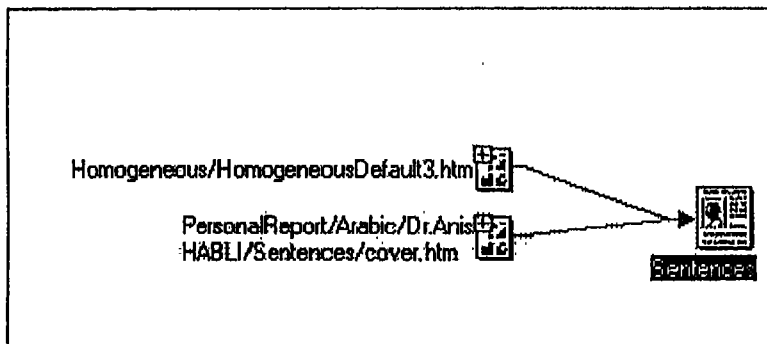 Homogeneous/HomogeneousDefault3.htm
PersonalReport/Arabic/Dr.Anis
HABLI/Sentences/cover.htm
Sentences